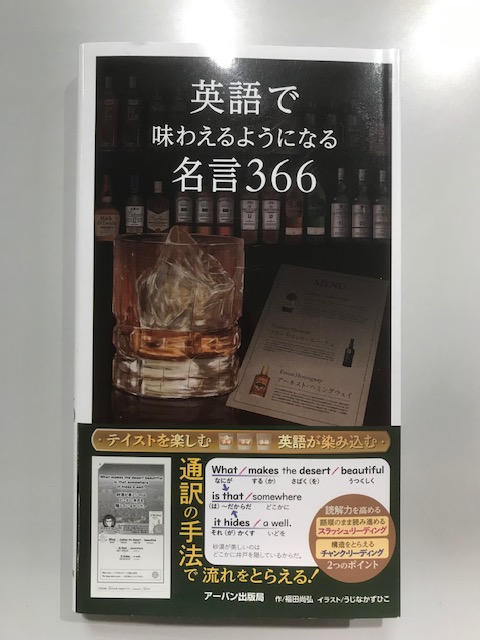 英語で
味わえるようになる
名言366
MENU
Ernest Hemingway
アーネスト・ヘミングウェイ
・テイストを楽しむ 英語が染み込む・
通訳の手法で
流れをとらえる!
What / makes the desert / beautiful
なにが する(か) さばく(を) うつくしく
is that / somewhere
(は)~だからだ どこかに
it hides / a well.
それ(が)かくす いどを
砂漠が美しいのは
どこかに井戸を隠しているからだ。
読解力を高める
語順のまま読み進める
スラッシュ・リーディング
構造をとらえる
チャンク・リーディング
2つのポイント
アーバン出版局 作/福田尚弘 イラスト/うじなかずひこ